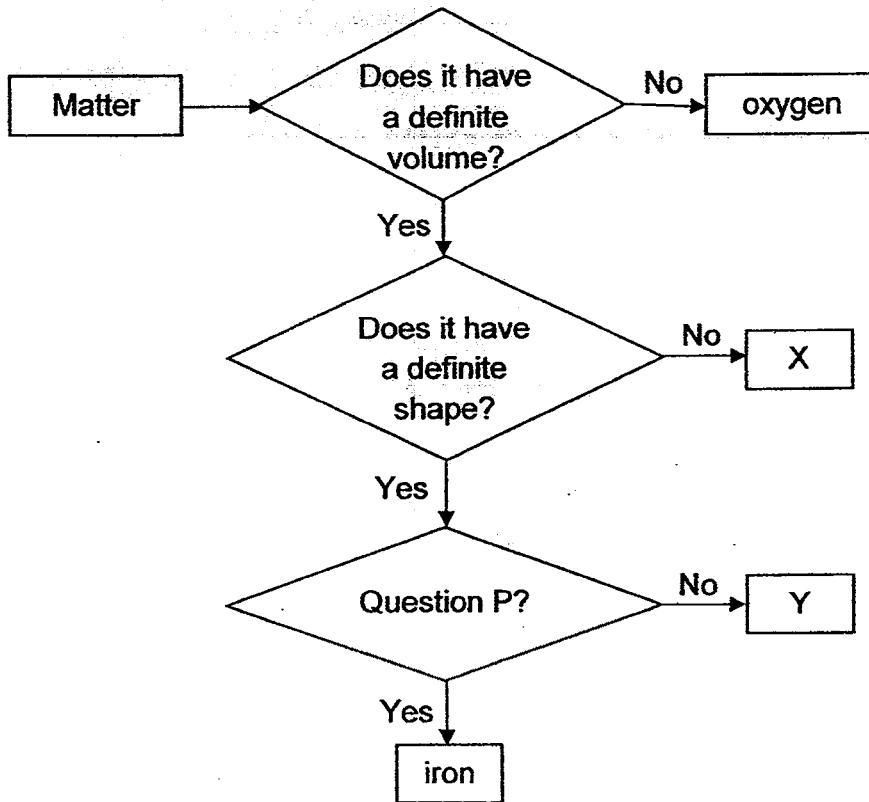 Matter
Does it have
a definite
volume?
No
oxygen
Yes
Does it have
a definite
shape?
No
X
Yes
Question P?
No
Y
Yes
iron